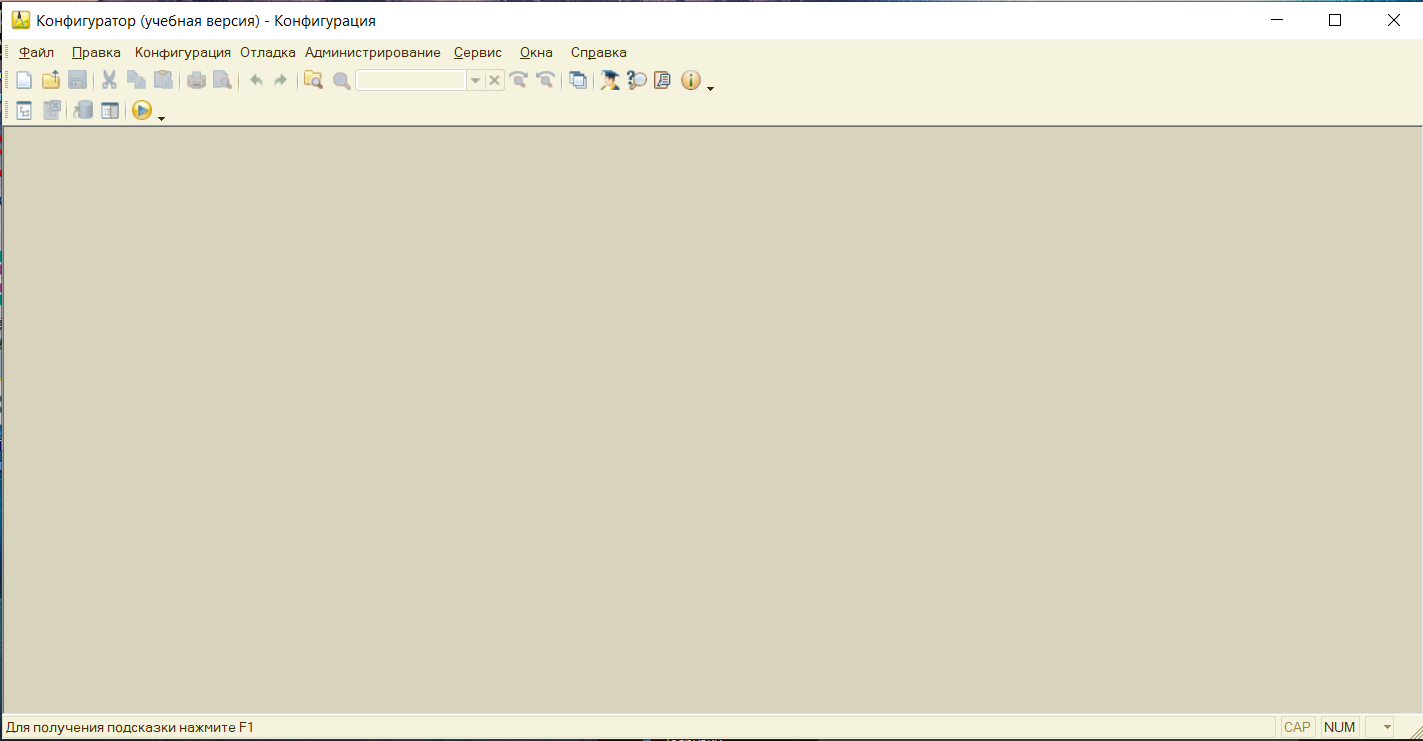 Конфигуратор (учебная версия) - Конфигурация
Файл Правка Конфигурация Отладка Администрирование Сервис Окна Справка
Для получения подсказки нажмите F1 CAP NUM